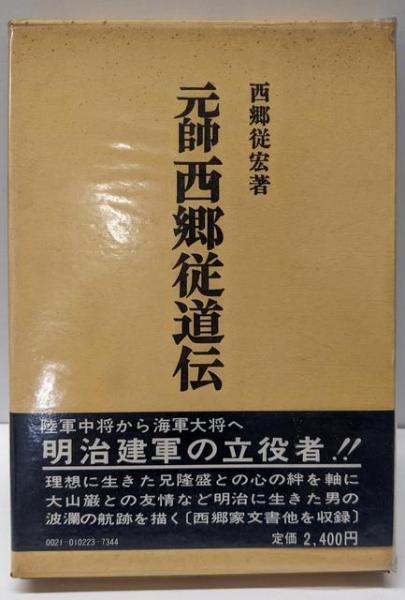 西郷従宏著
元帥西郷従道伝
陸軍中将から海軍大将へ
明治建軍の立役者!!
理想に生きた兄隆盛との心の絆を軸に
大山巌との友情など明治に生きた男の
波瀾の航跡を描く〔西郷家文書他を収録〕
0021-010223-7344
定価 2,400円